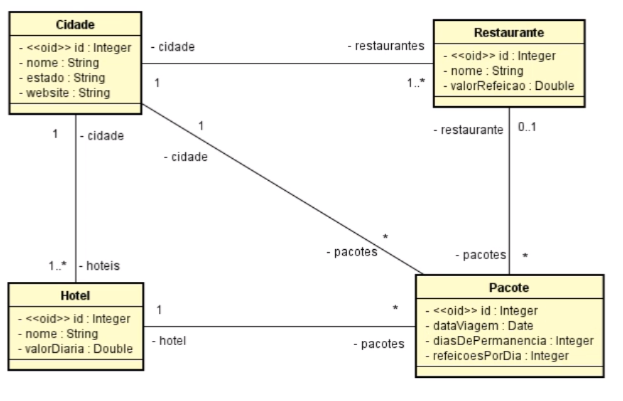 Cidade
- <<oid>> id : Integer
- nome : String
- estado : String
- website : String
- cidade
- restaurantes
1
1..*
Restaurante
- <<oid>> id : Integer
- nome : String
- valorRefeicao : Double
1
- cidade
1
- cidade
- restaurante
0..1
*
- pacotes
- pacotes
*
1..*
- hoteis
Hotel
- <<oid>> id : Integer
- nome : String
- valorDiaria : Double
1
- hotel
*
- pacotes
Pacote
- <<oid>> id : Integer
- dataViagem : Date
- diasDePermanencia : Integer
- refeicoesPorDia : Integer